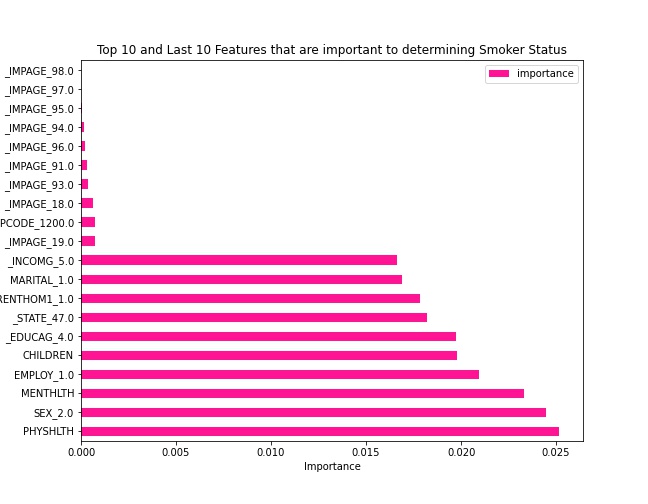 Top 10 and Last 10 Features that are important to determining Smoker Status
importance
_IMPAGE_98.0
_IMPAGE_97.0
_IMPAGE_95.0
_IMPAGE_94.0
_IMPAGE_96.0
_IMPAGE_91.0
_IMPAGE_93.0
_IMPAGE_18.0
PCODE_1200.0
_IMPAGE_19.0
_INCOMG_5.0
MARITAL_1.0
RENTHOM1_1.0
_STATE_47.0
_EDUCAG_4.0
CHILDREN
EMPLOY_1.0
MENTHLTH
SEX_2.0
PHYSHLTH
0.000 0.005 0.010 0.015 0.020 0.025
Importance